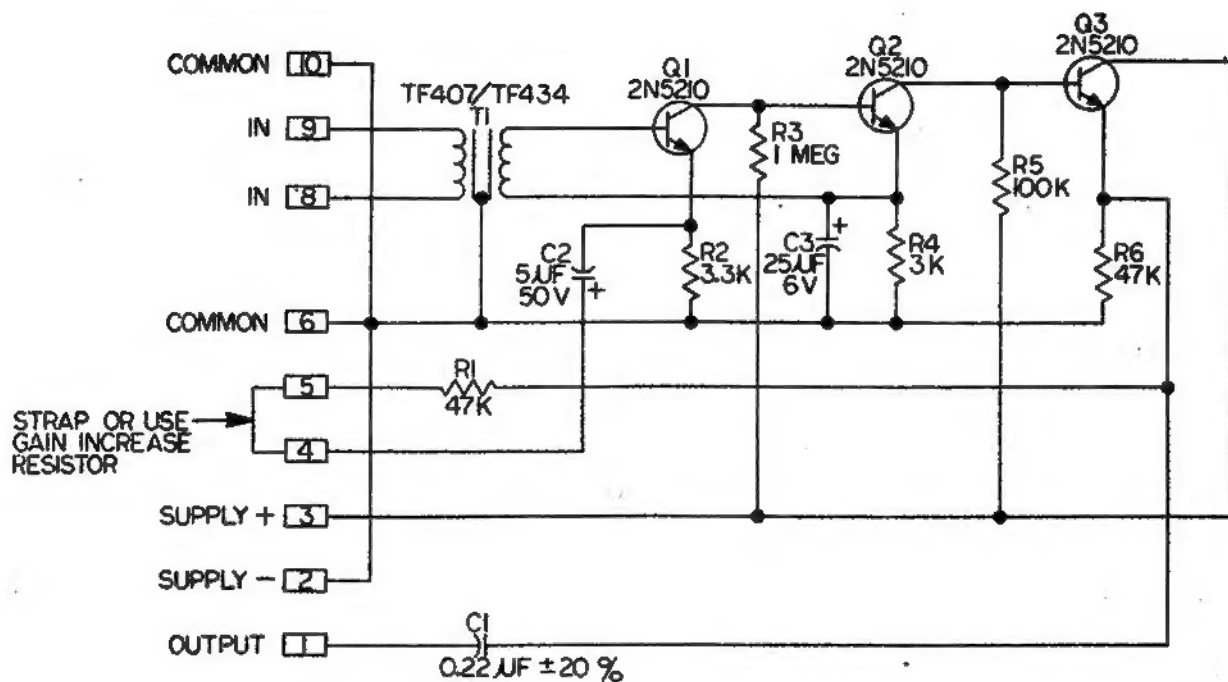 Q3
2N5210
Q2
2N5210
Q1
2N5210
COMMON 10
TF407/TF434
T1
IN 9
R3
1 MEG
R5
100K
IN 8
C2
5µF
50V
+
R2
3.3K
C3
25µF
6V
+
R4
3K
R6
47K
COMMON 6
5
R1
47K
STRAP OR USE
GAIN INCREASE
RESISTOR
4
SUPPLY + 3
SUPPLY - 2
OUTPUT 1
C1
0.22µF ±20%